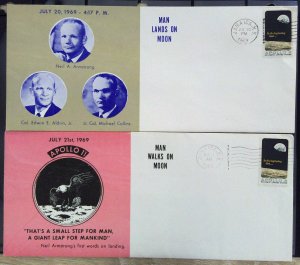 JULY 20, 1969 - 4:17 P. M.
Neil A. Armstrong
Col. Edwin E. Aldrin, Jr.
Lt. Col. Michael Collins
MAN
LANDS ON
MOON
JULY 21st, 1969
APOLLO 11
"THAT'S A SMALL STEP FOR MAN,
A GIANT LEAP FOR MANKIND"
Neil Armstrong's first words on landing.
MAN
WALKS ON
MOON